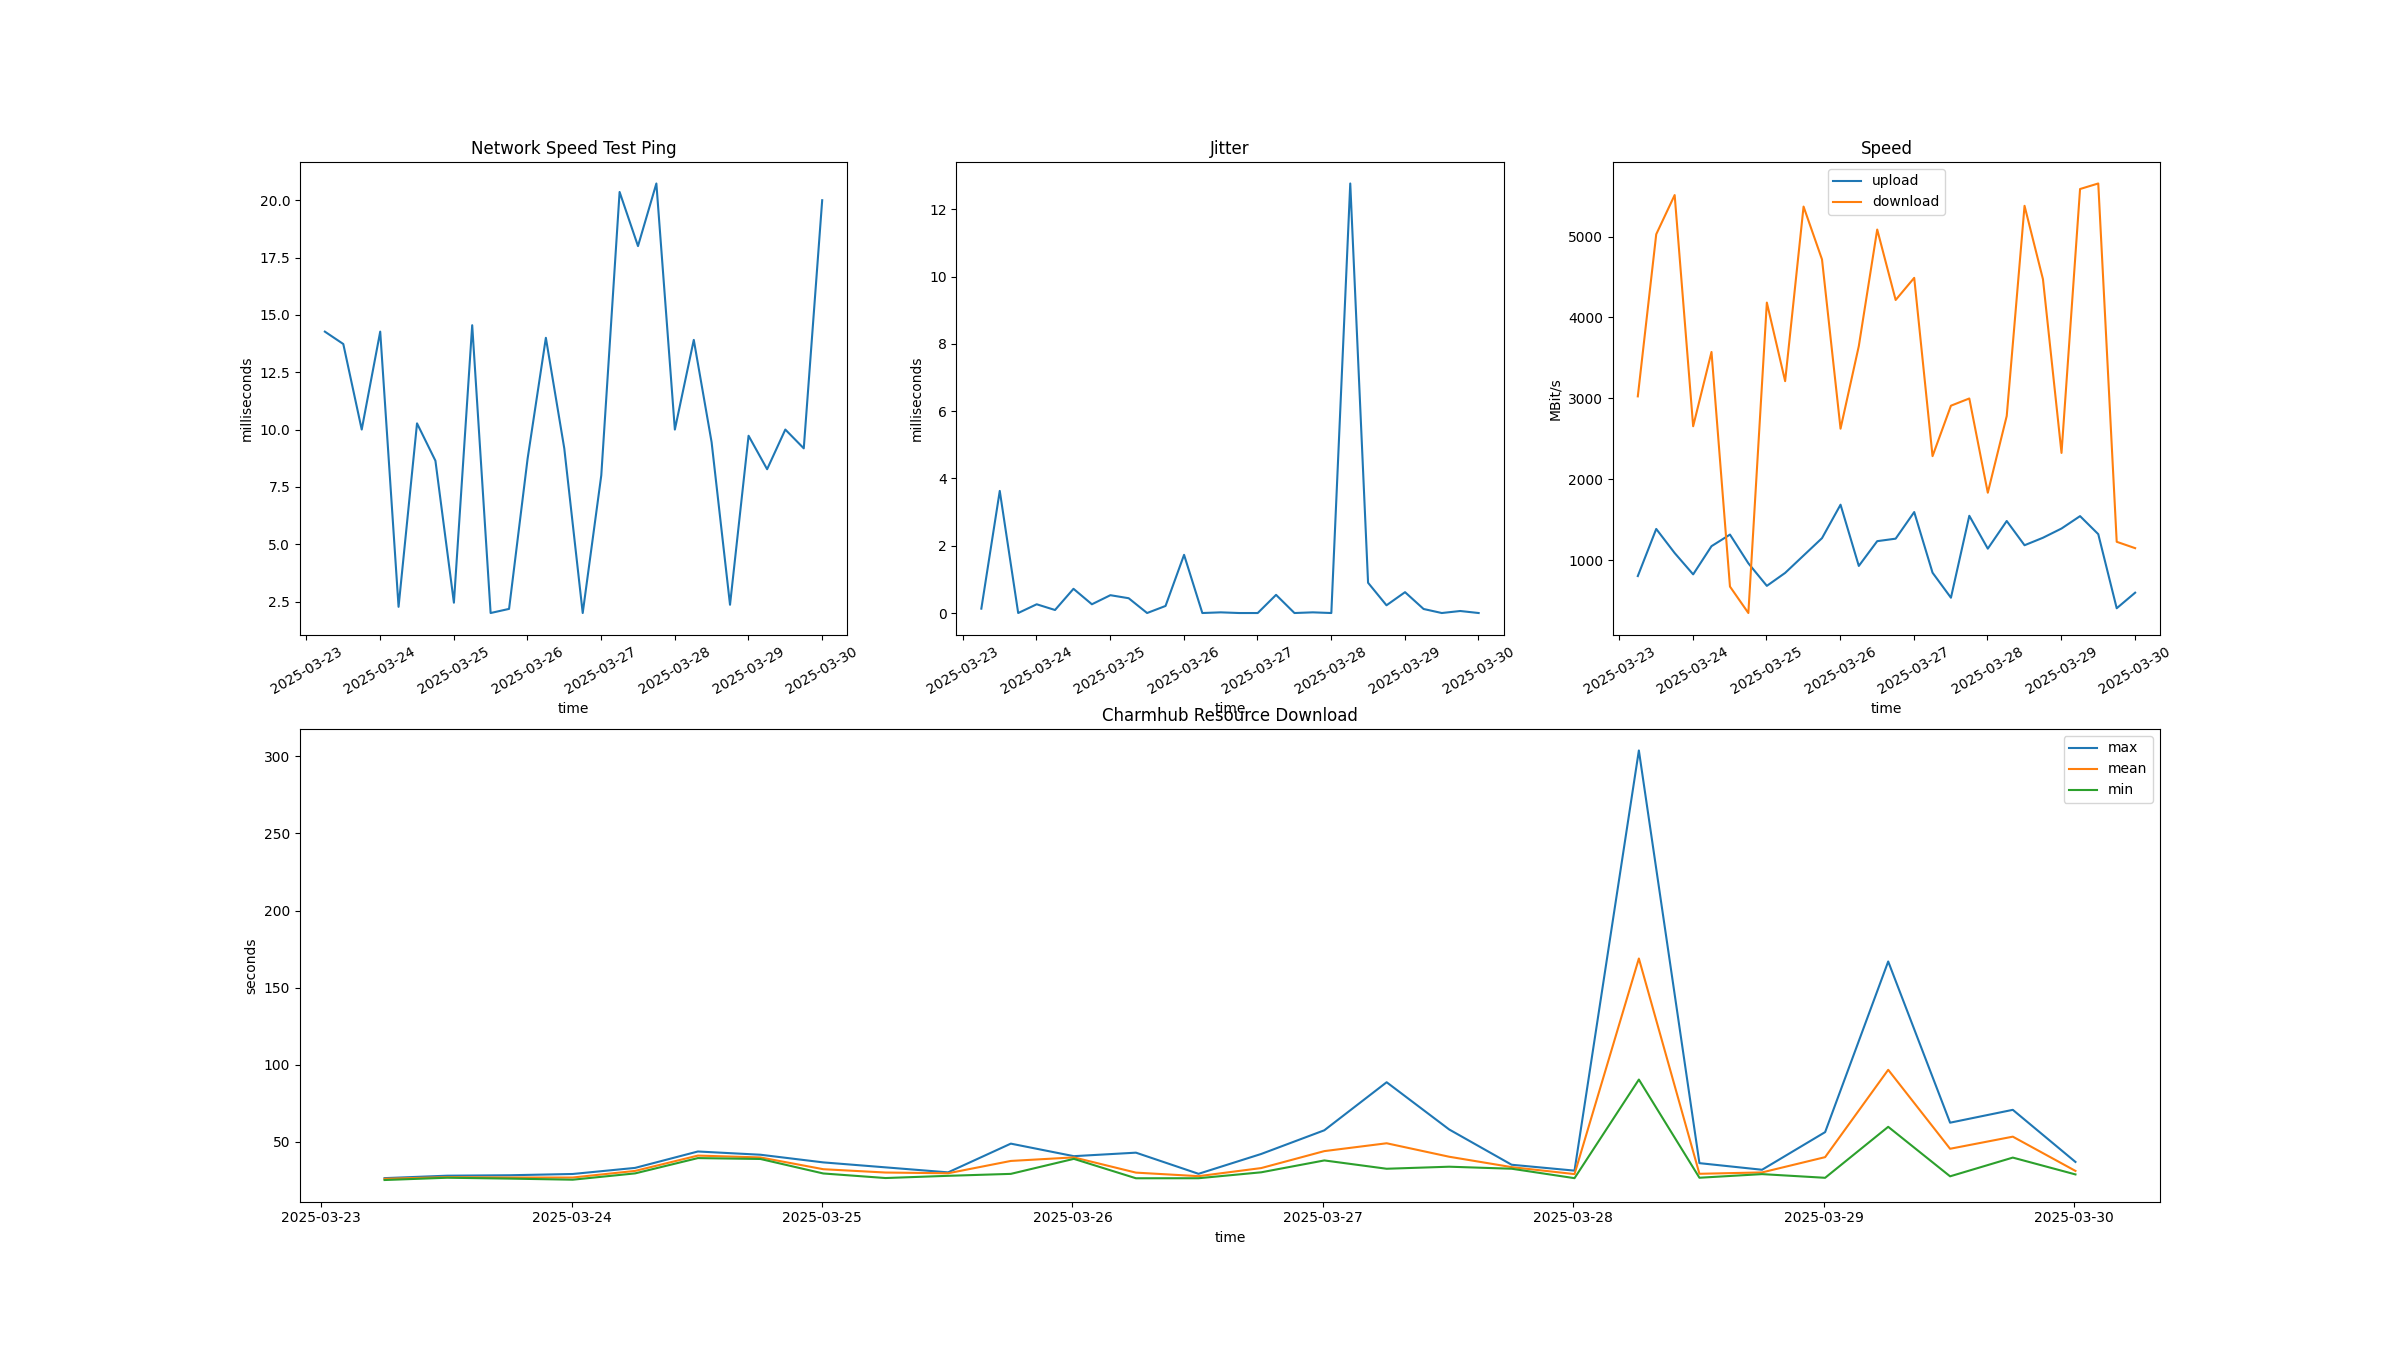 Network Speed Test Ping
20.0
17.5
15.0
12.5
10.0
7.5
5.0
2.5
milliseconds
2025-03-23 2025-03-24 2025-03-25 2025-03-26 2025-03-27 2025-03-28 2025-03-29 2025-03-30
time
Jitter
12
10
8
6
4
2
0
milliseconds
2025-03-23 2025-03-24 2025-03-25 2025-03-26 2025-03-27 2025-03-28 2025-03-29 2025-03-30
time
Speed
upload
download
5000
4000
3000
2000
1000
MBit/s
2025-03-23 2025-03-24 2025-03-25 2025-03-26 2025-03-27 2025-03-28 2025-03-29 2025-03-30
time
Charmhub Resource Download
max
mean
min
300
250
200
150
100
50
seconds
2025-03-23 2025-03-24 2025-03-25 2025-03-26 2025-03-27 2025-03-28 2025-03-29 2025-03-30
time